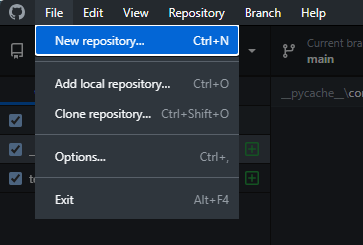 File Edit View Repository Branch Help
New repository... Ctrl+N
Current bra
main
Add local repository... Ctrl+O
Clone repository... Ctrl+Shift+O
__pycache__\co
Options... Ctrl+,
Exit Alt+F4